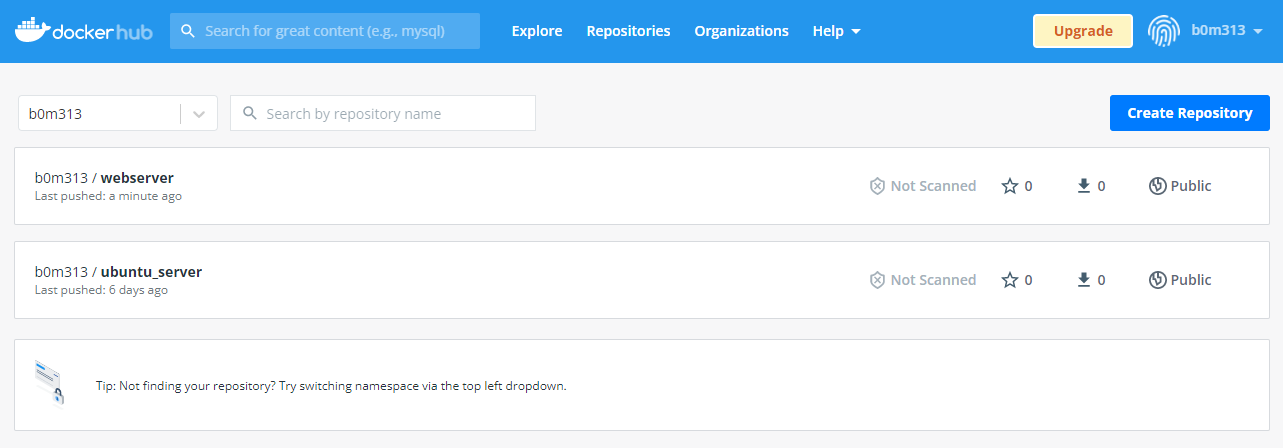 dockerhub Search for great content (e.g., mysql) Explore Repositories Organizations Help Upgrade b0m313
b0m313 Search by repository name Create Repository
b0m313 / webserver
Last pushed: a minute ago
Not Scanned 0 0 Public
b0m313 / ubuntu_server
Last pushed: 6 days ago
Not Scanned 0 0 Public
Tip: Not finding your repository? Try switching namespace via the top left dropdown.